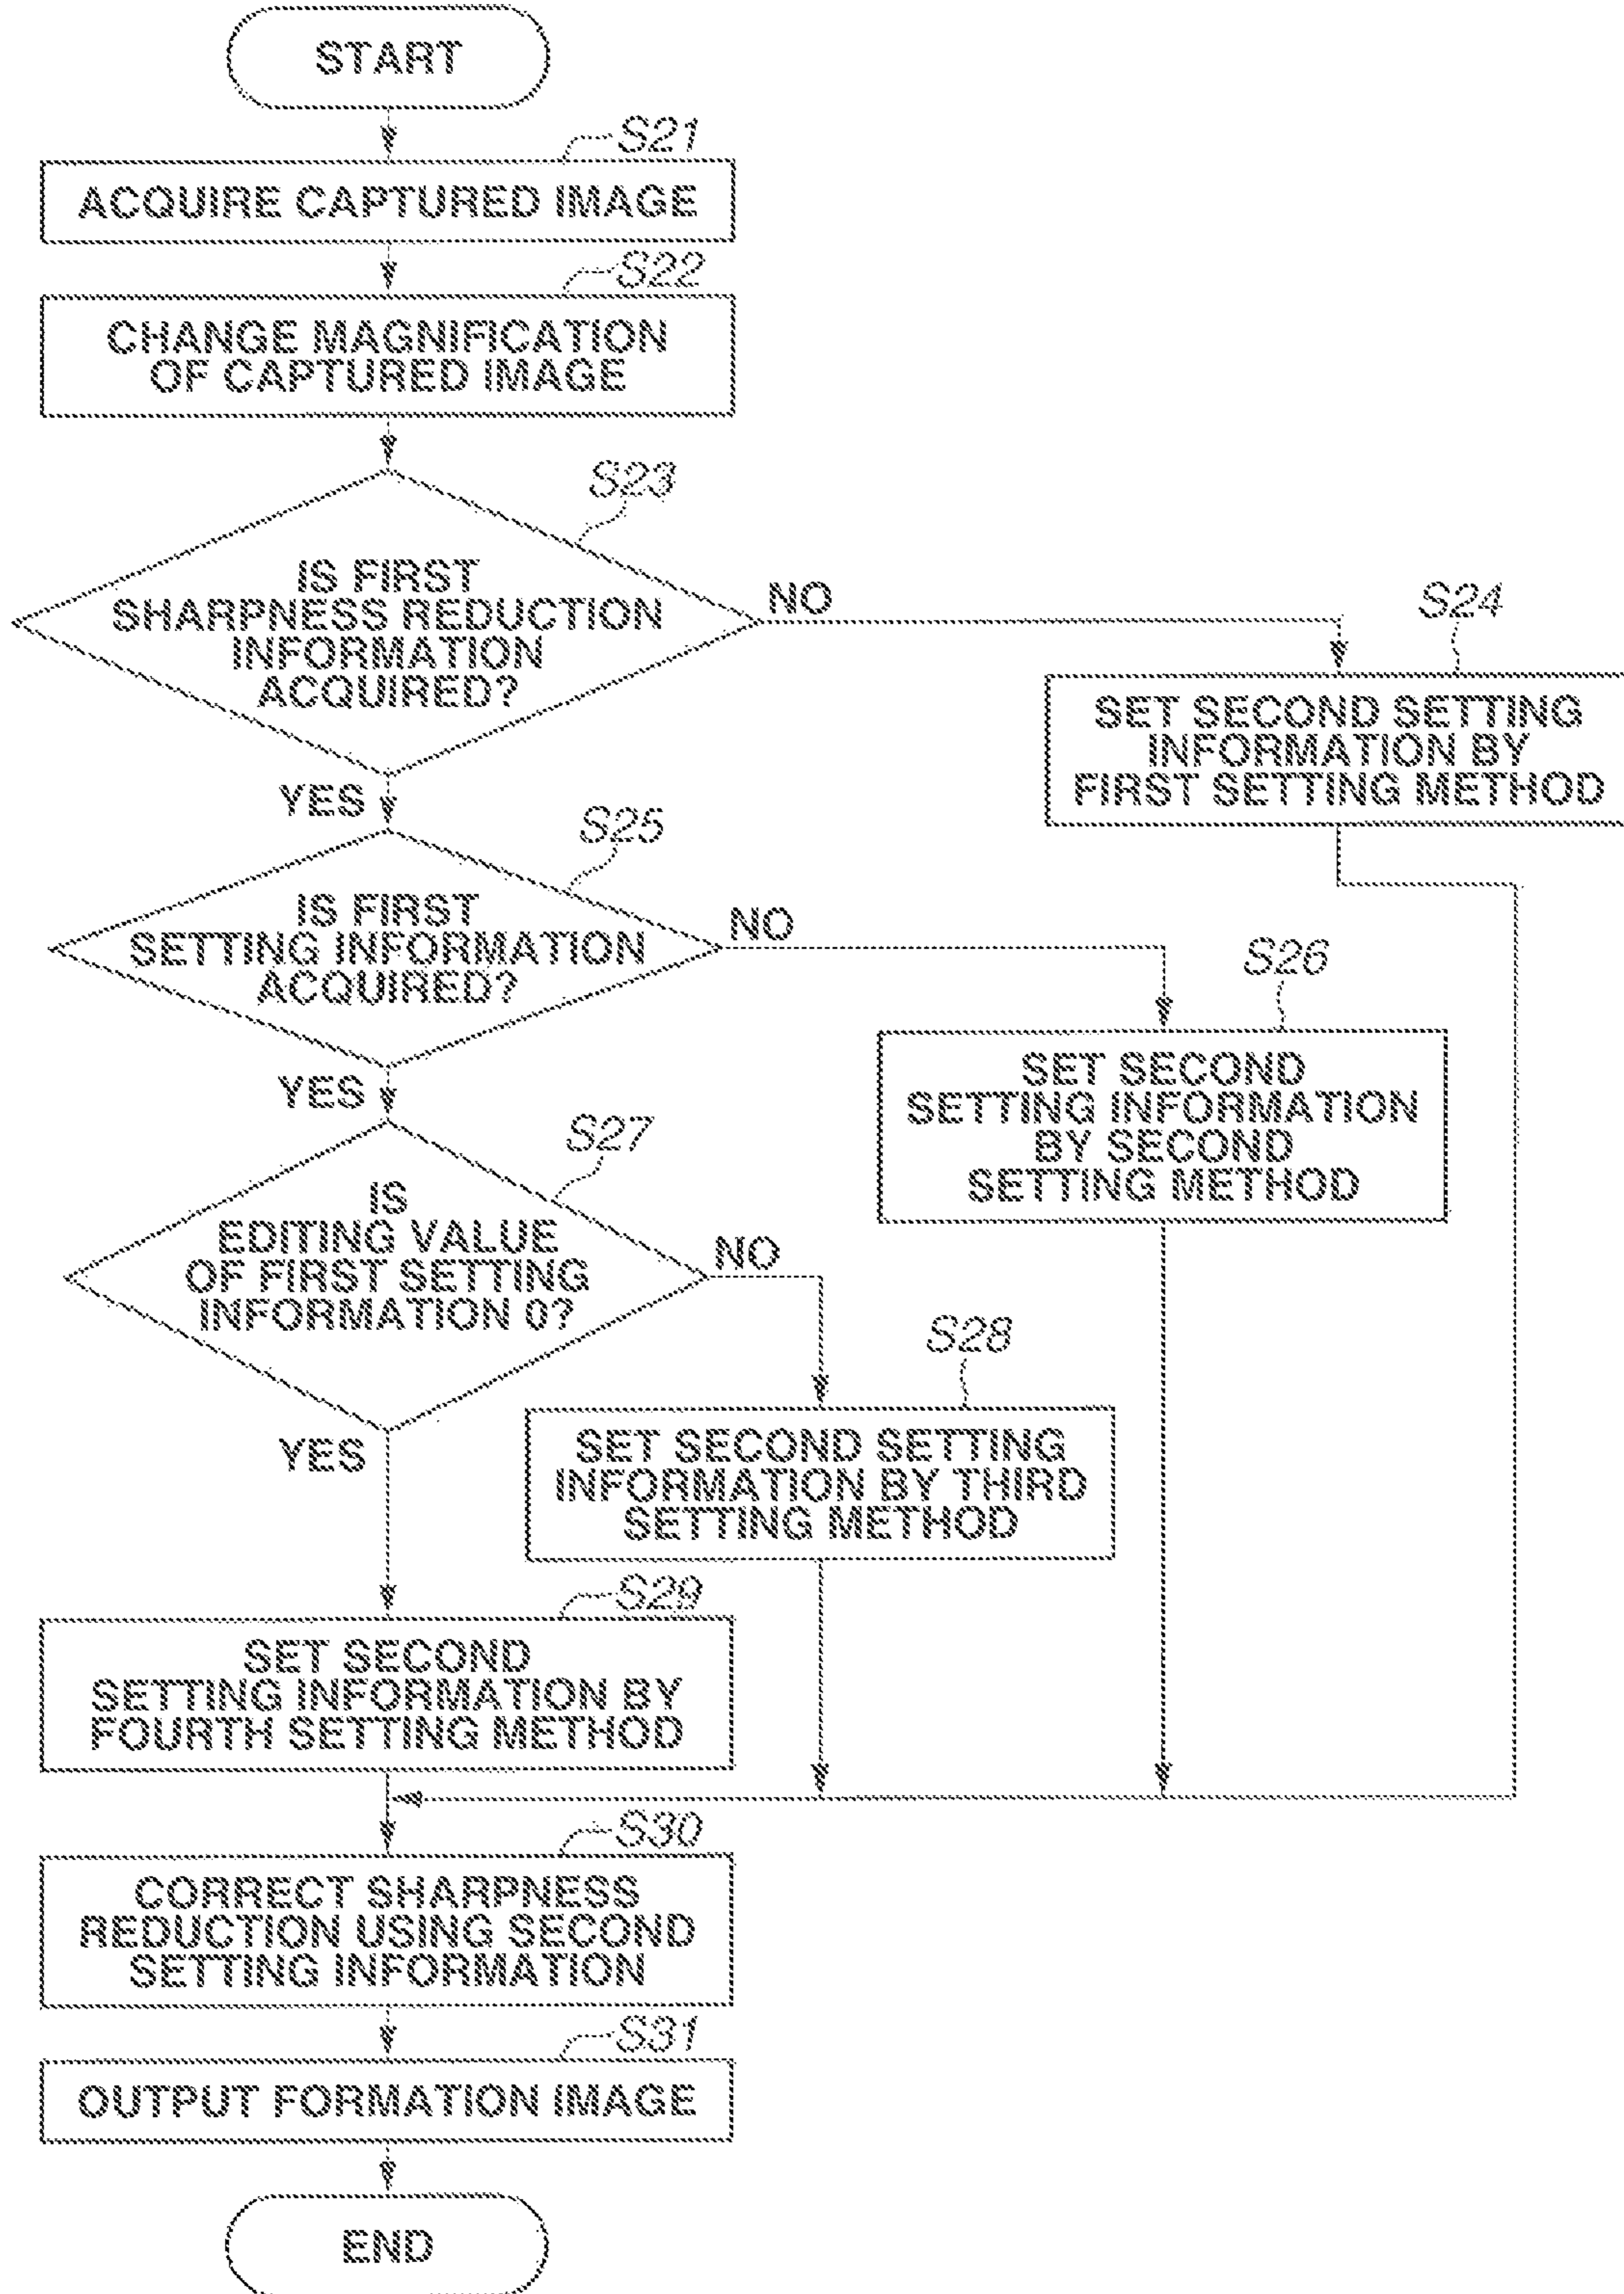 START
S21
ACQUIRE CAPTURED IMAGE
S22
CHANGE MAGNIFICATION
OF CAPTURED IMAGE
S23
IS FIRST
SHARPNESS REDUCTION
INFORMATION
ACQUIRED?
NO
S24
SET SECOND SETTING
INFORMATION BY
FIRST SETTING METHOD
YES
S25
IS FIRST
SETTING INFORMATION
ACQUIRED?
NO
S26
SET SECOND
SETTING INFORMATION
BY SECOND
SETTING METHOD
YES
S27
IS
EDITING VALUE
OF FIRST SETTING
INFORMATION 0?
NO
S28
SET SECOND SETTING
INFORMATION BY THIRD
SETTING METHOD
YES
S29
SET SECOND
SETTING INFORMATION BY
FOURTH SETTING METHOD
S30
CORRECT SHARPNESS
REDUCTION USING SECOND
SETTING INFORMATION
S31
OUTPUT FORMATION IMAGE
END